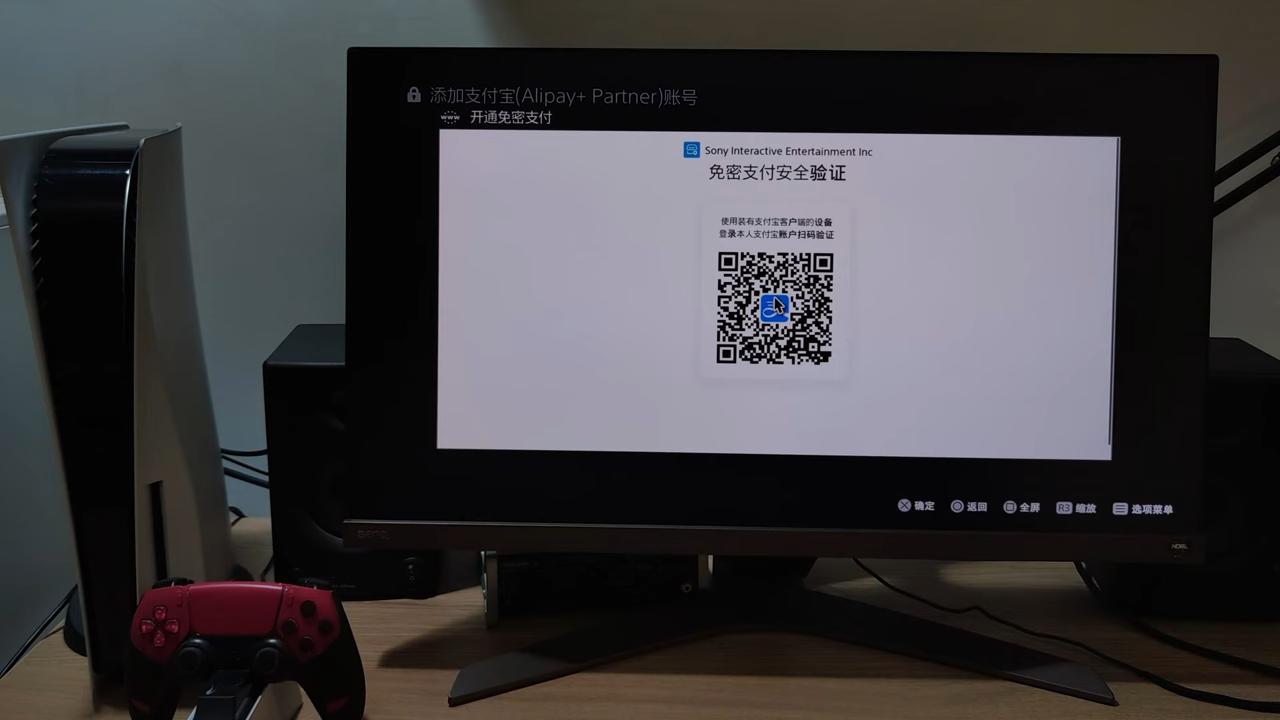 添加支付宝(Alipay+ Partner)账号
www 开通免密支付
Sony Interactive Entertainment Inc
免密支付安全验证
使用装有支付宝客户端的设备
登录本人支付宝账户扫码验证
确定 返回 全屏 R3 缩放 选项菜单
BenQ
HDRi